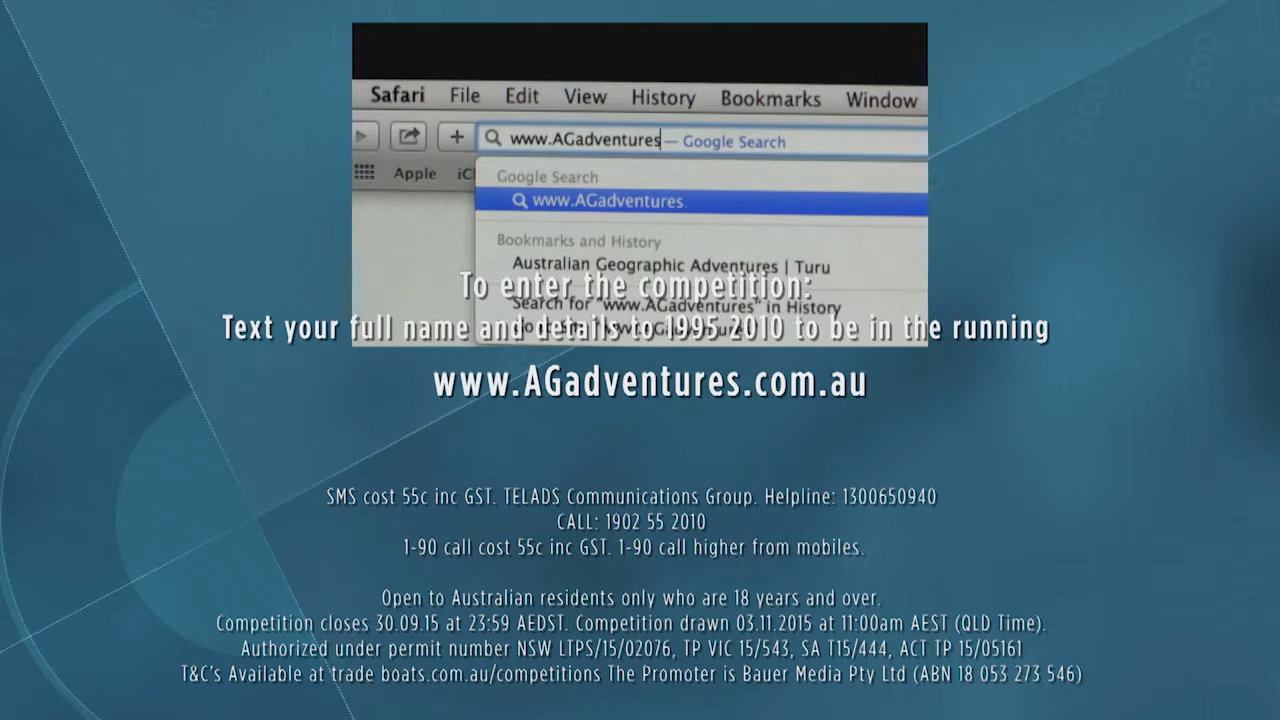 Safari File Edit View History Bookmarks Window
www.AGadventures — Google Search
Apple iC
Google Search
www.AGadventures.
Bookmarks and History
Australian Geographic Adventures | Turu
To enter the competition:
Search for "www.AGadventures" in History
Text your full name and details to 1995 2010 to be in the running
www.AGadventures.com.au
SMS cost 55c inc GST. TELADS Communications Group. Helpline: 1300650940
CALL: 1902 55 2010
1-90 call cost 55c inc GST. 1-90 call higher from mobiles.
Open to Australian residents only who are 18 years and over.
Competition closes 30.09.15 at 23:59 AEDST. Competition drawn 03.11.2015 at 11:00am AEST (QLD Time).
Authorized under permit number NSW LTPS/15/02076, TP VIC 15/543, SA T15/444, ACT TP 15/05161
T&C's Available at trade boats.com.au/competitions The Promoter is Bauer Media Pty Ltd (ABN 18 053 273 546)